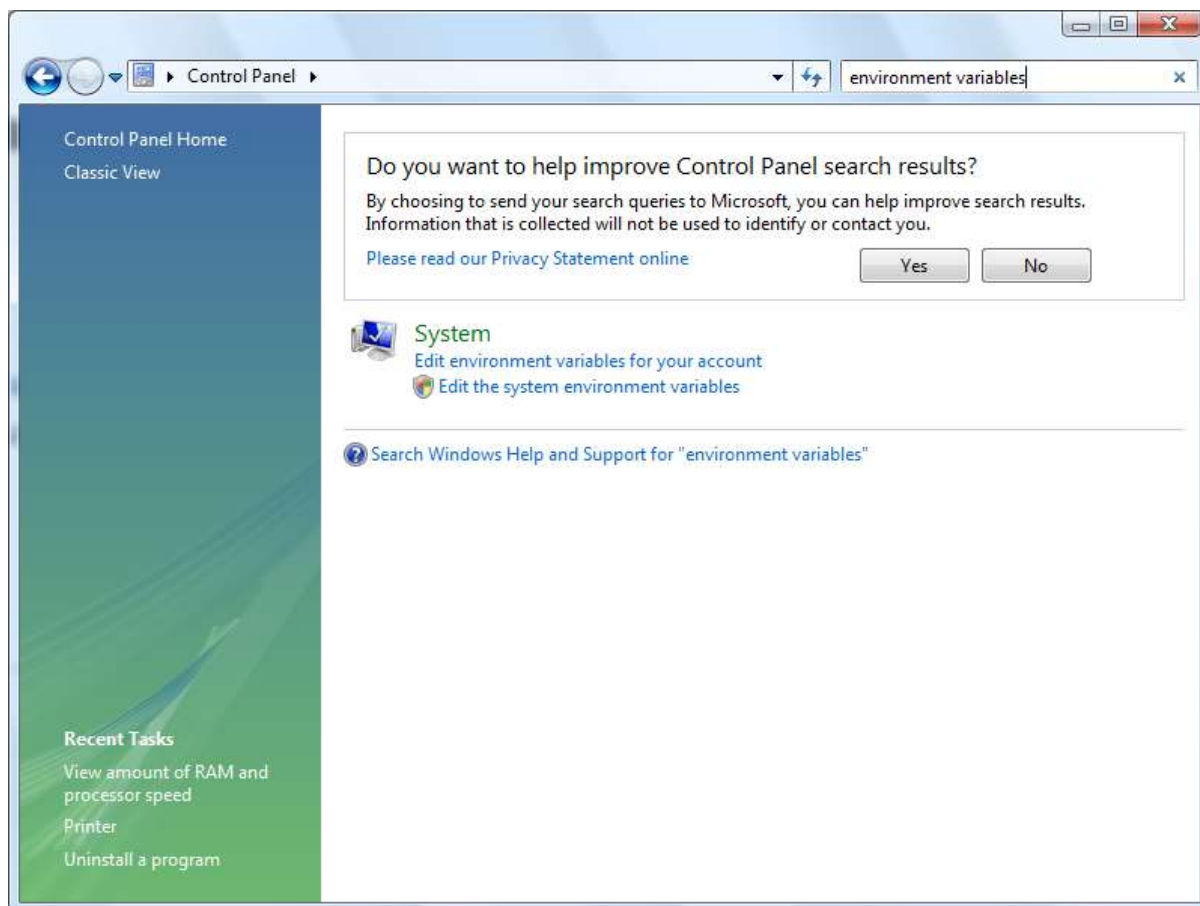 Control Panel
environment variables
Control Panel Home
Classic View
Do you want to help improve Control Panel search results?
By choosing to send your search queries to Microsoft, you can help improve search results.
Information that is collected will not be used to identify or contact you.
Please read our Privacy Statement online
Yes
No
System
Edit environment variables for your account
Edit the system environment variables
Search Windows Help and Support for "environment variables"
Recent Tasks
View amount of RAM and
processor speed
Printer
Uninstall a program